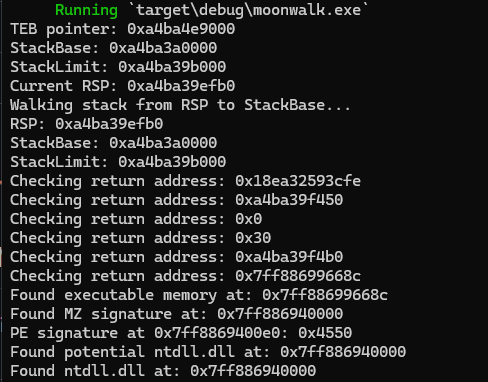 Running `target\debug\moonwalk.exe`
TEB pointer: 0xa4ba4e9000
StackBase: 0xa4ba3a0000
StackLimit: 0xa4ba39b000
Current RSP: 0xa4ba39efb0
Walking stack from RSP to StackBase...
RSP: 0xa4ba39efb0
StackBase: 0xa4ba3a0000
StackLimit: 0xa4ba39b000
Checking return address: 0x18ea32593cfe
Checking return address: 0xa4ba39f450
Checking return address: 0x0
Checking return address: 0x30
Checking return address: 0xa4ba39f4b0
Checking return address: 0x7ff88699668c
Found executable memory at: 0x7ff88699668c
Found MZ signature at: 0x7ff886940000
PE signature at 0x7ff8869400e0: 0x4550
Found potential ntdll.dll at: 0x7ff886940000
Found ntdll.dll at: 0x7ff886940000